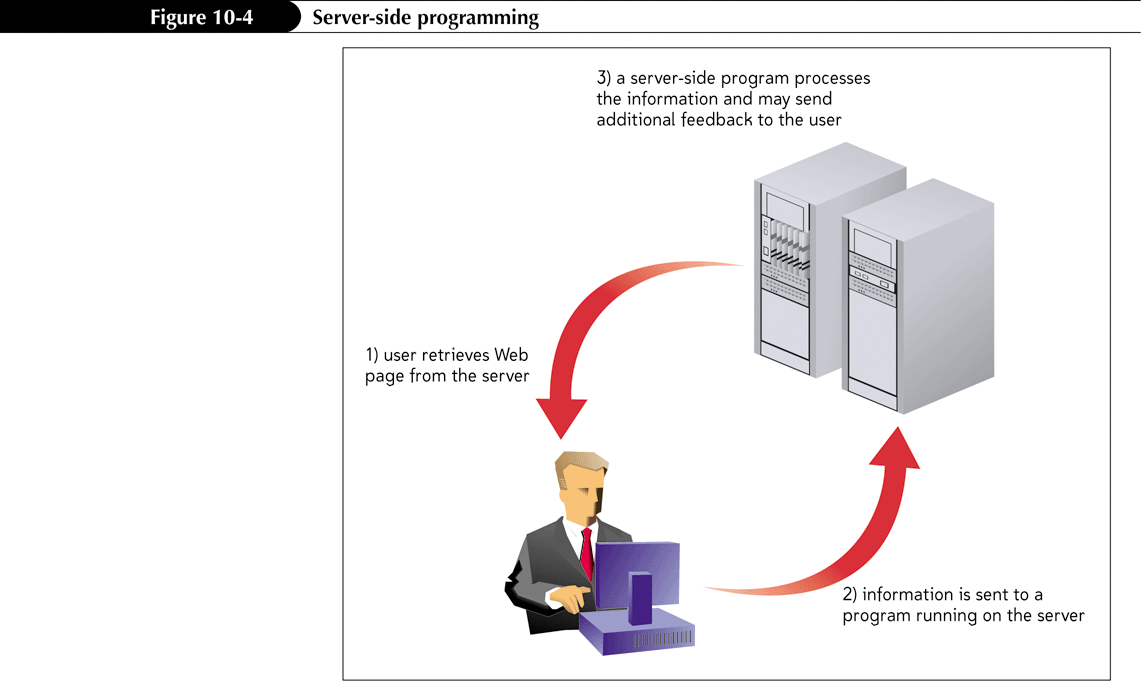 Figure 10-4 Server-side programming
3) a server-side program processes
the information and may send
additional feedback to the user
1) user retrieves Web
page from the server
2) information is sent to a
program running on the server